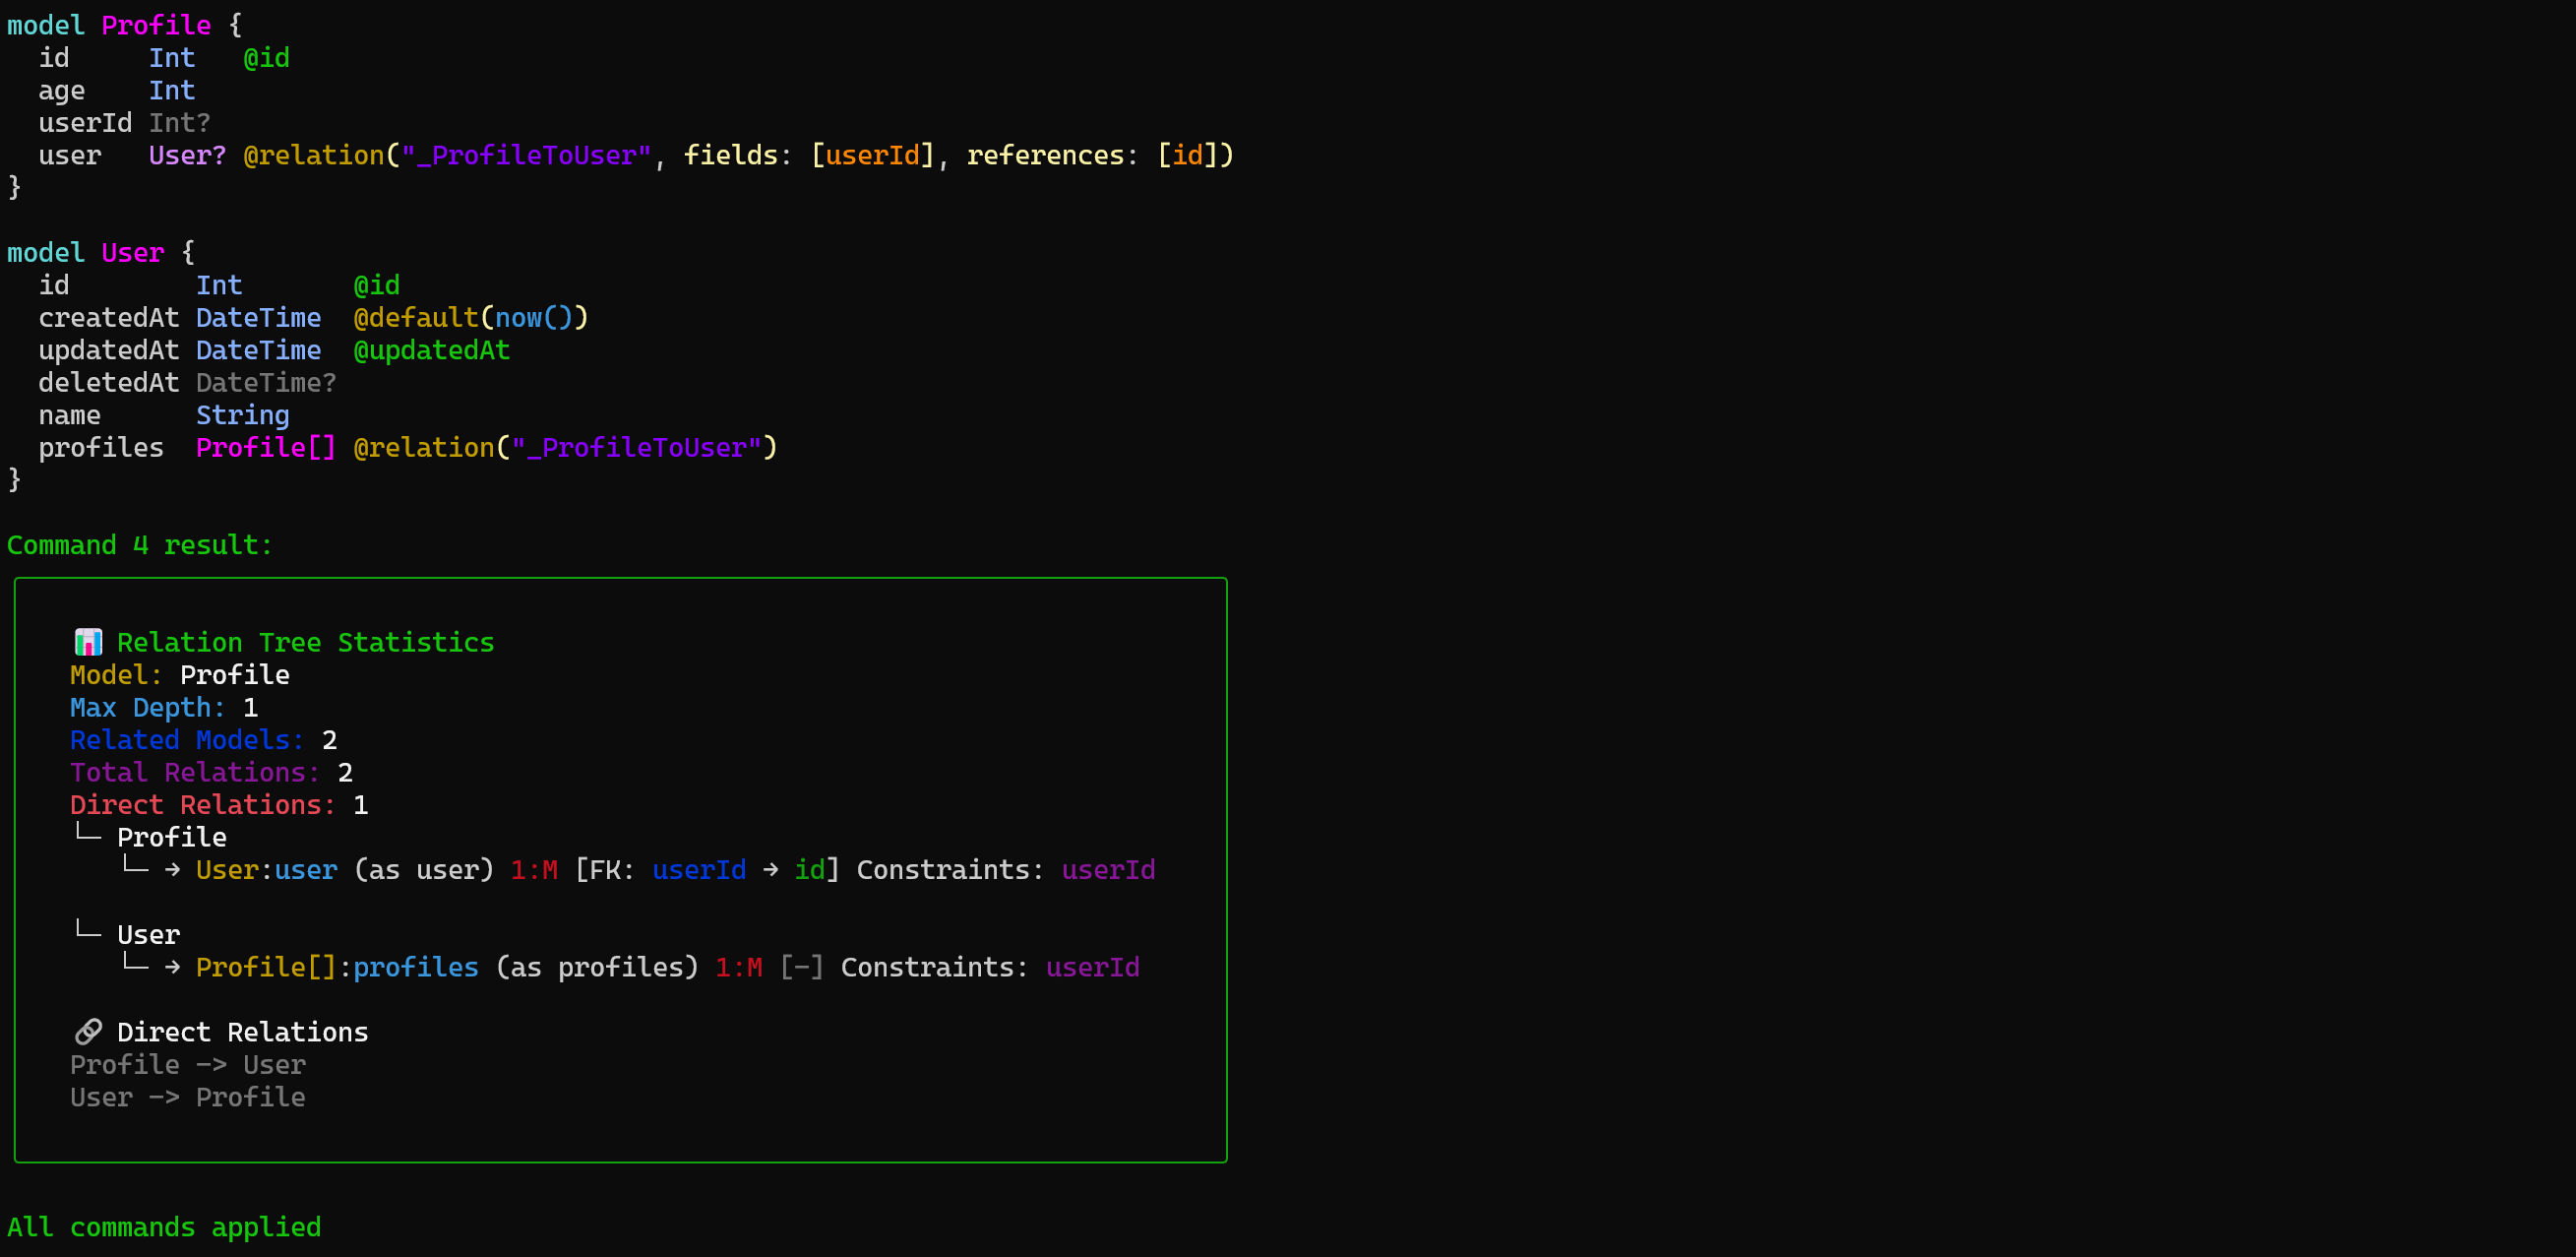 model Profile {
  id     Int   @id
  age    Int
  userId Int?
  user   User? @relation("_ProfileToUser", fields: [userId], references: [id])
}

model User {
  id        Int       @id
  createdAt DateTime  @default(now())
  updatedAt DateTime  @updatedAt
  deletedAt DateTime?
  name      String
  profiles  Profile[] @relation("_ProfileToUser")
}

Command 4 result:

📊 Relation Tree Statistics
Model: Profile
Max Depth: 1
Related Models: 2
Total Relations: 2
Direct Relations: 1
└─ Profile
   └─ → User:user (as user) 1:M [FK: userId → id] Constraints: userId

└─ User
   └─ → Profile[]:profiles (as profiles) 1:M [-] Constraints: userId

🔗 Direct Relations
Profile -> User
User -> Profile

All commands applied